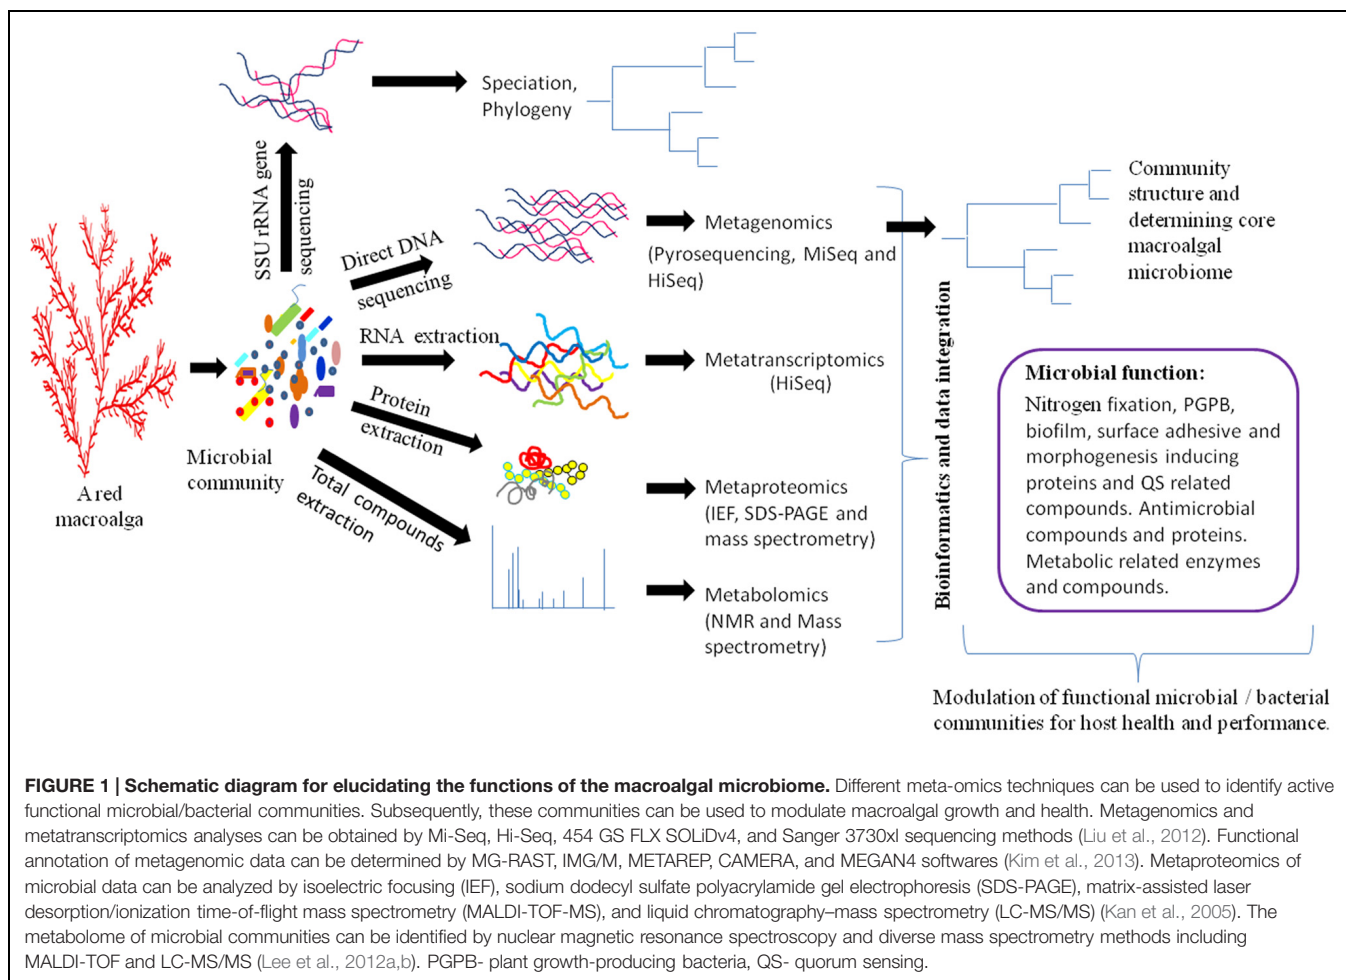 Speciation,
Phylogeny
SSU rRNA gene
sequencing
Direct DNA
sequencing
Metagenomics
(Pyrosequencing, MiSeq and
HiSeq)
RNA extraction
Metatranscriptomics
(HiSeq)
Protein
extraction
Metaproteomics
(IEF, SDS-PAGE and
mass spectrometry)
Total compounds
extraction
Metabolomics
(NMR and Mass
spectrometry)
A red
macroalga
Microbial
community
Bioinformatics and data integration
Community
structure and
determining core
macroalgal
microbiome
Microbial function:
Nitrogen fixation, PGPB,
biofilm, surface adhesive and
morphogenesis inducing
proteins and QS related
compounds. Antimicrobial
compounds and proteins.
Metabolic related enzymes
and compounds.
Modulation of functional microbial / bacterial
communities for host health and performance.
FIGURE 1 | Schematic diagram for elucidating the functions of the macroalgal microbiome. Different meta-omics techniques can be used to identify active
functional microbial/bacterial communities. Subsequently, these communities can be used to modulate macroalgal growth and health. Metagenomics and
metatranscriptomics analyses can be obtained by Mi-Seq, Hi-Seq, 454 GS FLX SOLiDv4, and Sanger 3730xl sequencing methods (Liu et al., 2012). Functional
annotation of metagenomic data can be determined by MG-RAST, IMG/M, METAREP, CAMERA, and MEGAN4 softwares (Kim et al., 2013). Metaproteomics of
microbial data can be analyzed by isoelectric focusing (IEF), sodium dodecyl sulfate polyacrylamide gel electrophoresis (SDS-PAGE), matrix-assisted laser
desorption/ionization time-of-flight mass spectrometry (MALDI-TOF-MS), and liquid chromatography–mass spectrometry (LC-MS/MS) (Kan et al., 2005). The
metabolome of microbial communities can be identified by nuclear magnetic resonance spectroscopy and diverse mass spectrometry methods including
MALDI-TOF and LC-MS/MS (Lee et al., 2012a,b). PGPB- plant growth-producing bacteria, QS- quorum sensing.